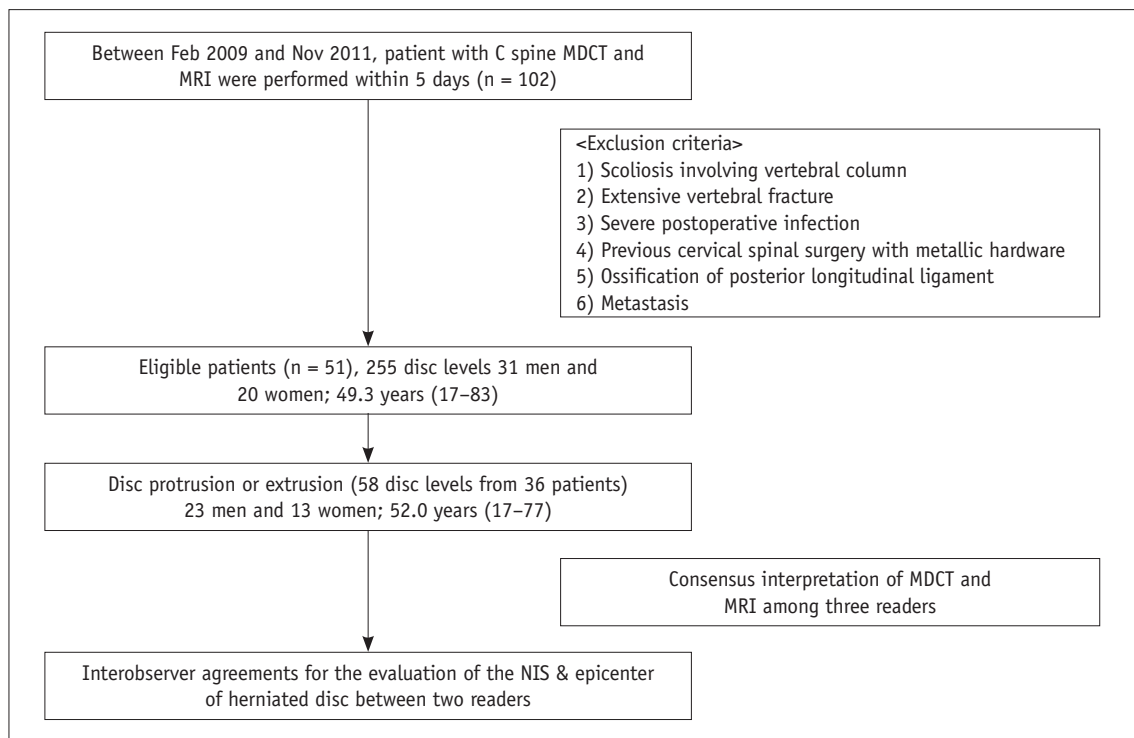 Between Feb 2009 and Nov 2011, patient with C spine MDCT and
MRI were performed within 5 days (n = 102)
<Exclusion criteria>
1) Scoliosis involving vertebral column
2) Extensive vertebral fracture
3) Severe postoperative infection
4) Previous cervical spinal surgery with metallic hardware
5) Ossification of posterior longitudinal ligament
6) Metastasis
Eligible patients (n = 51), 255 disc levels 31 men and
20 women; 49.3 years (17–83)
Disc protrusion or extrusion (58 disc levels from 36 patients)
23 men and 13 women; 52.0 years (17–77)
Consensus interpretation of MDCT and
MRI among three readers
Interobserver agreements for the evaluation of the NIS & epicenter
of herniated disc between two readers